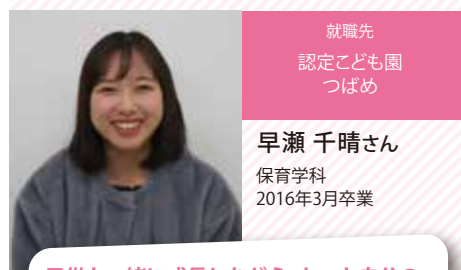 就職先
認定こども園
つばめ
早瀬 千晴さん
保育学科
2016年3月卒業